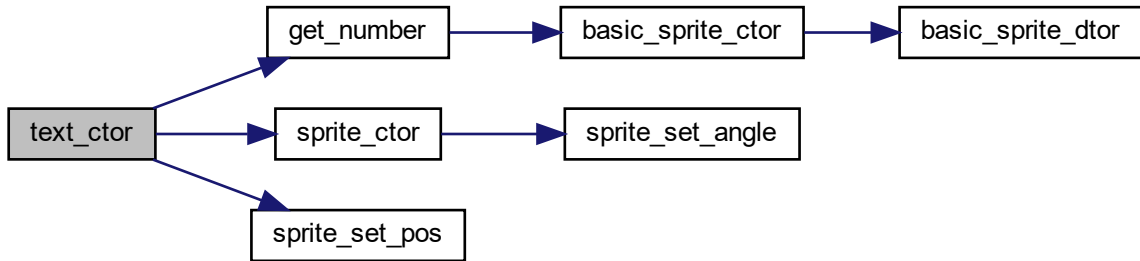 get_number
basic_sprite_ctor
basic_sprite_dtor
text_ctor
sprite_ctor
sprite_set_angle
sprite_set_pos